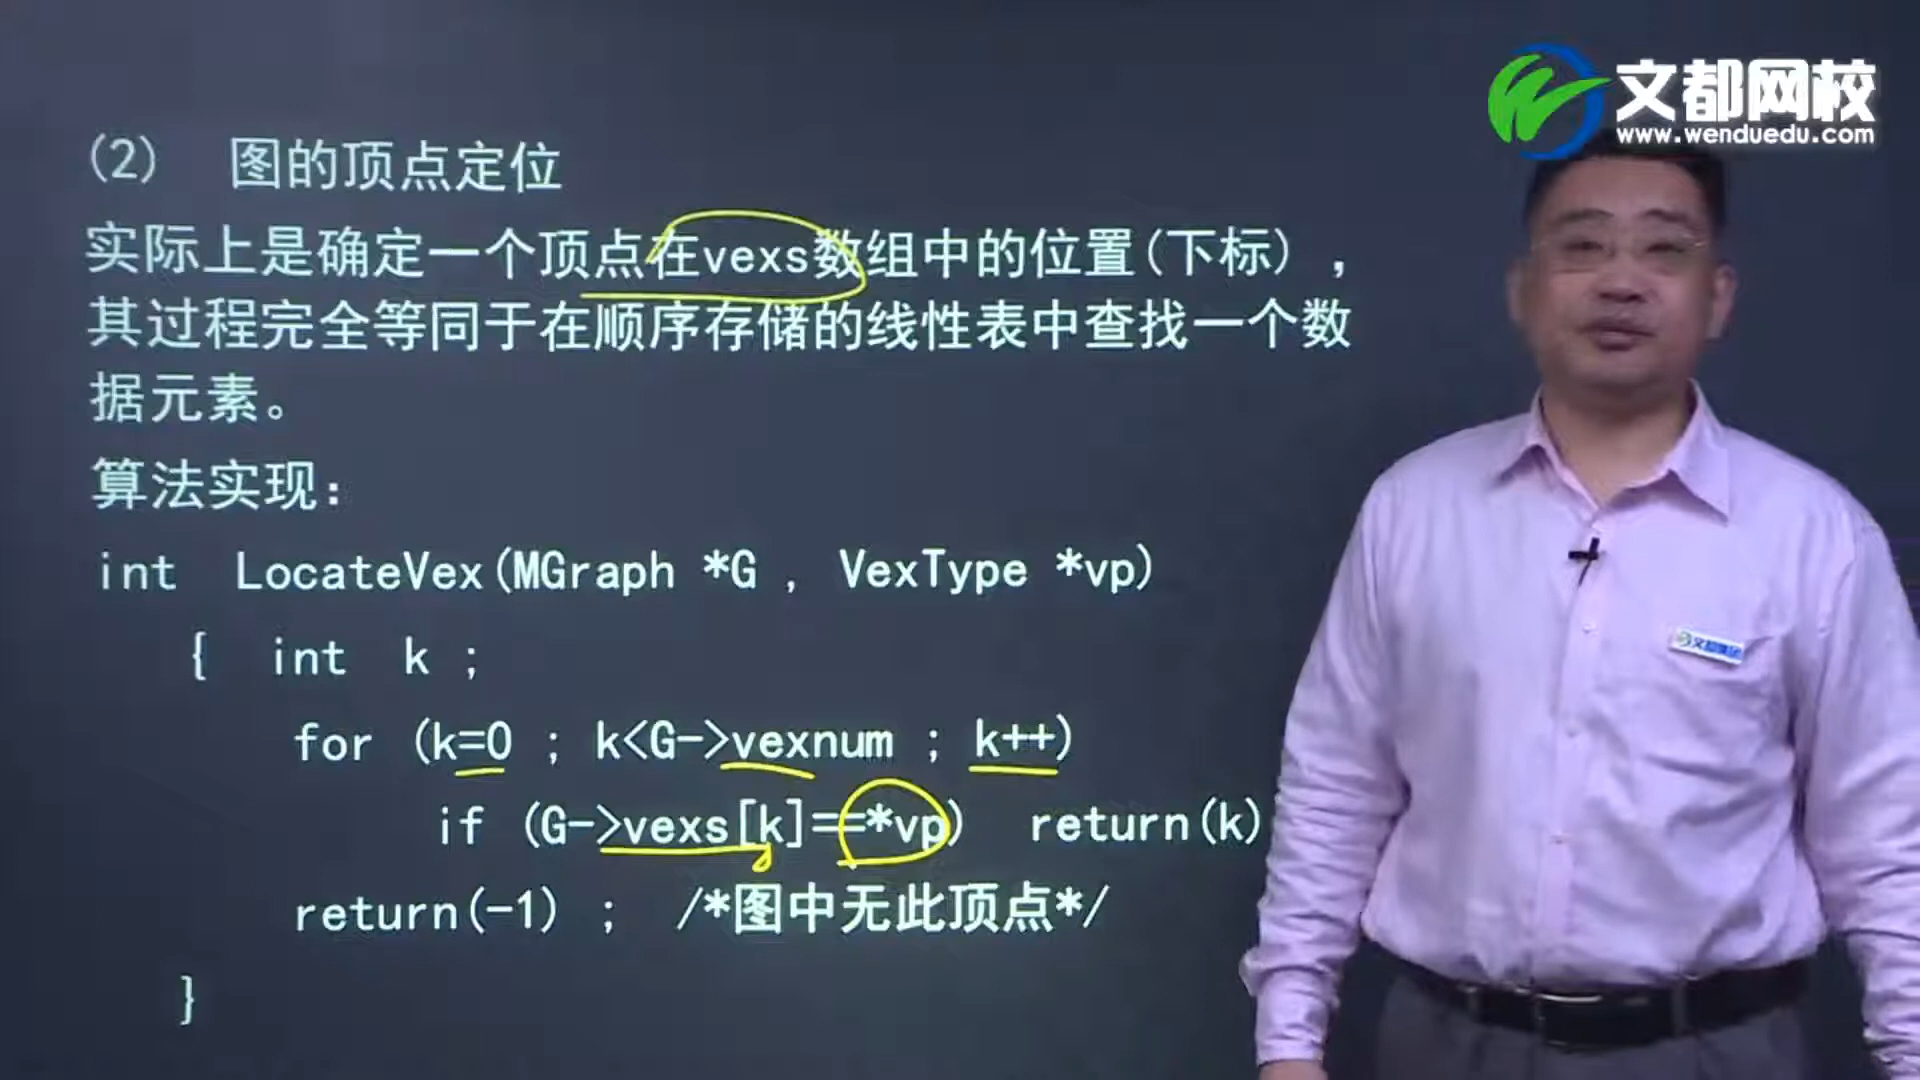 文都网校
www.wenduedu.com
(2) 图的顶点定位
实际上是确定一个顶点在vexs数组中的位置(下标) ，
其过程完全等同于在顺序存储的线性表中查找一个数
据元素。
算法实现：
int LocateVex(MGraph *G , VexType *vp)
{ int k ;
for (k=0 ; k<G->vexnum ; k++)
if (G->vexs[k]==*vp) return(k)
return(-1) ; /*图中无此顶点*/
}
文都集团